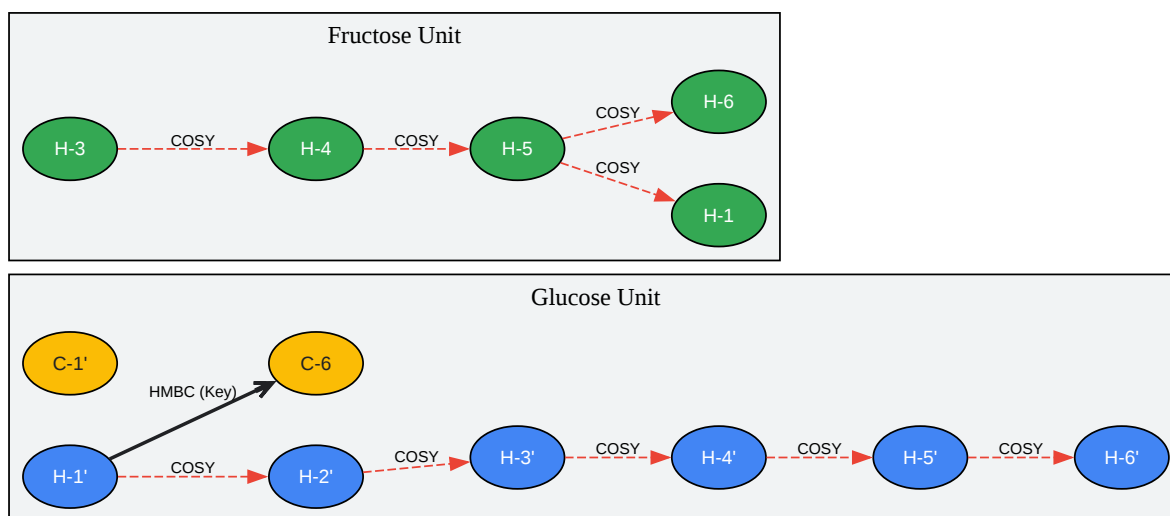 Fructose Unit
H-6
COSY
H-3
COSY
H-4
COSY
H-5
COSY
H-1
Glucose Unit
C-1'
C-6
HMBC (Key)
H-1'
COSY
H-2'
COSY
H-3'
COSY
H-4'
COSY
H-5'
COSY
H-6'